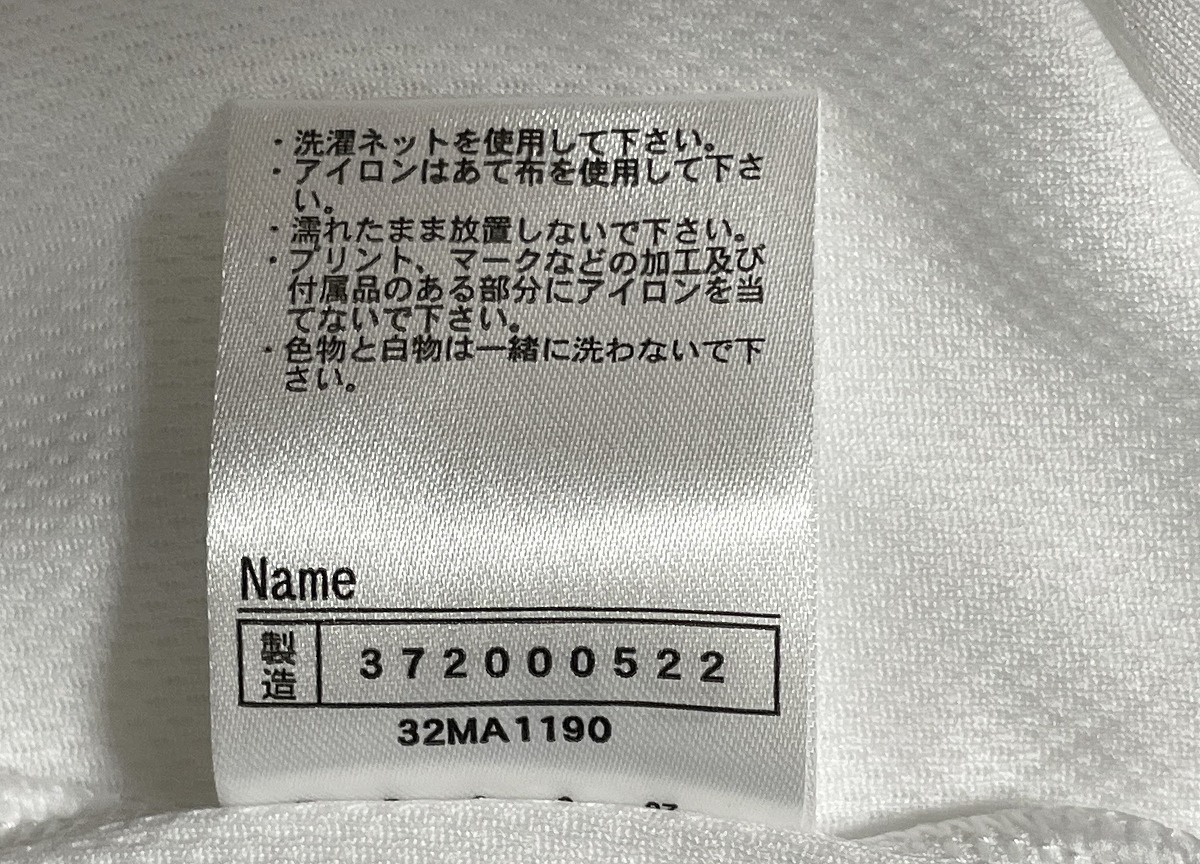 ・洗濯ネットを使用して下さい。
・アイロンはあて布を使用して下さ
い。
・濡れたまま放置しないで下さい。
・プリント、マークなどの加工及び
付属品のある部分にアイロンを当
てないで下さい。
・色物と白物は一緒に洗わないで下
さい。
Name
製造 372000522
32MA1190